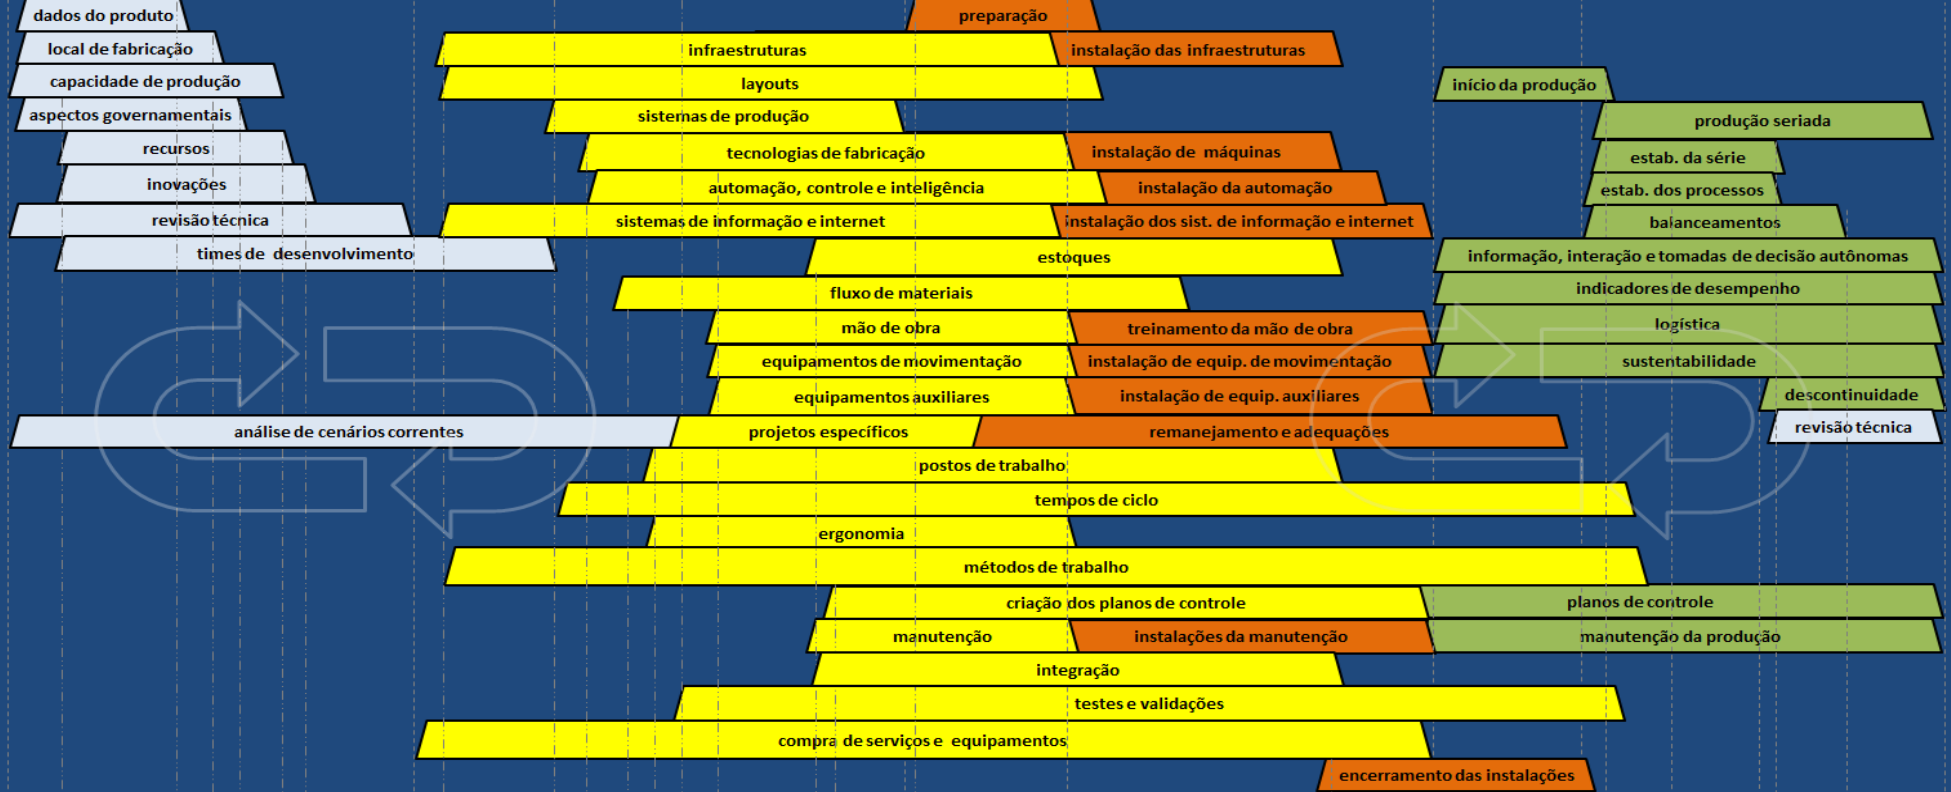 dados do produto
preparação
local de fabricação
infraestruturas
instalação das infraestruturas
capacidade de produção
layouts
início da produção
aspectos governamentais
sistemas de produção
produção seriada
recursos
tecnologias de fabricação
instalação de máquinas
estab. da série
inovações
automação, controle e inteligência
instalação da automação
estab. dos processos
revisão técnica
sistemas de informação e internet
instalação dos sist. de informação e internet
balanceamentos
times de desenvolvimento
estoques
informação, interação e tomadas de decisão autônomas
fluxo de materiais
indicadores de desempenho
mão de obra
treinamento da mão de obra
logística
equipamentos de movimentação
instalação de equip. de movimentação
sustentabilidade
equipamentos auxiliares
instalação de equip. auxiliares
descontinuidade
análise de cenários correntes
projetos específicos
remanejamento e adequações
revisão técnica
postos de trabalho
tempos de ciclo
ergonomia
métodos de trabalho
criação dos planos de controle
planos de controle
manutenção
instalações da manutenção
manutenção da produção
integração
testes e validações
compra de serviços e equipamentos
encerramento das instalações